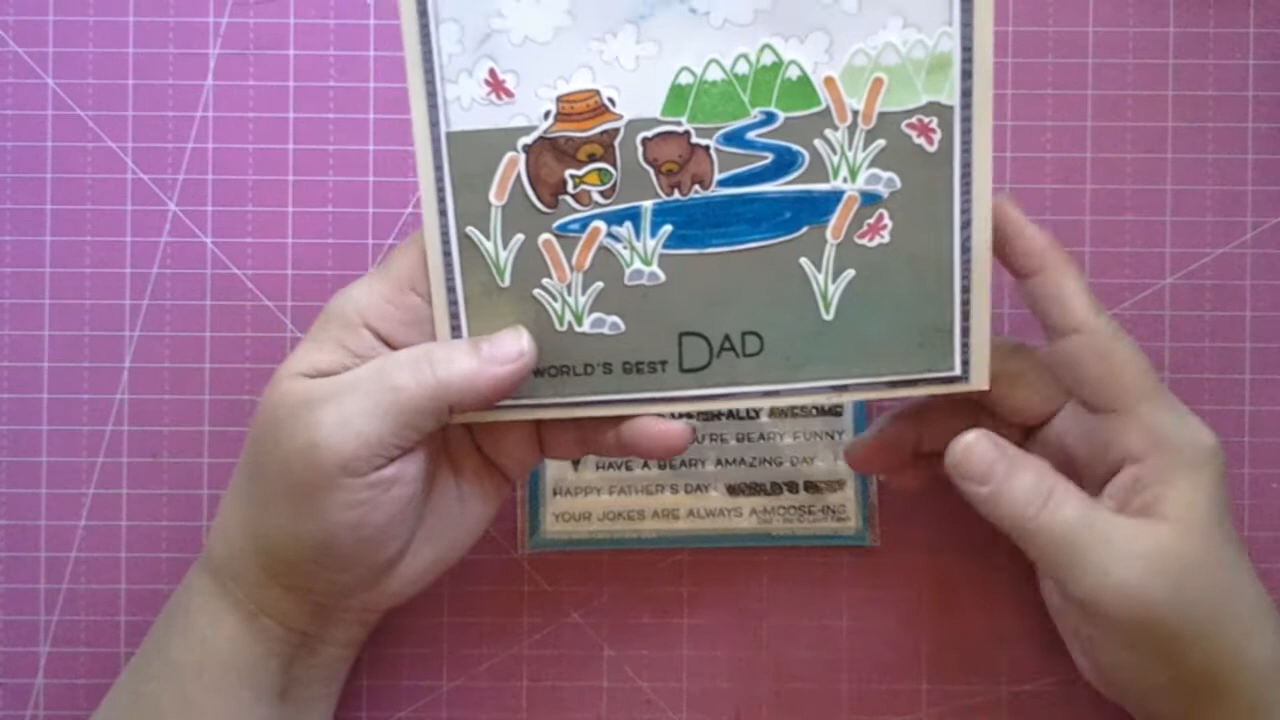 WORLD'S BEST DAD
AWESOME
YOU'RE BEARY FUNNY
HAVE A BEARY AMAZING DAY
HAPPY FATHER'S DAY WORLD'S BEST
YOUR JOKES ARE ALWAYS A-MOOSE-ING